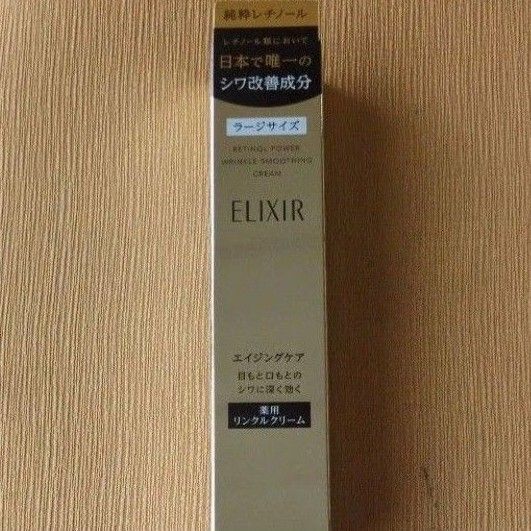 純粋レチノール
レチノール類において
日本で唯一の
シワ改善成分
ラージサイズ
RETINOL POWER
WRINKLE SMOOTHING
CREAM
ELIXIR
エイジングケア
目もと口もとの
シワに深く効く
薬用
リンクルクリーム